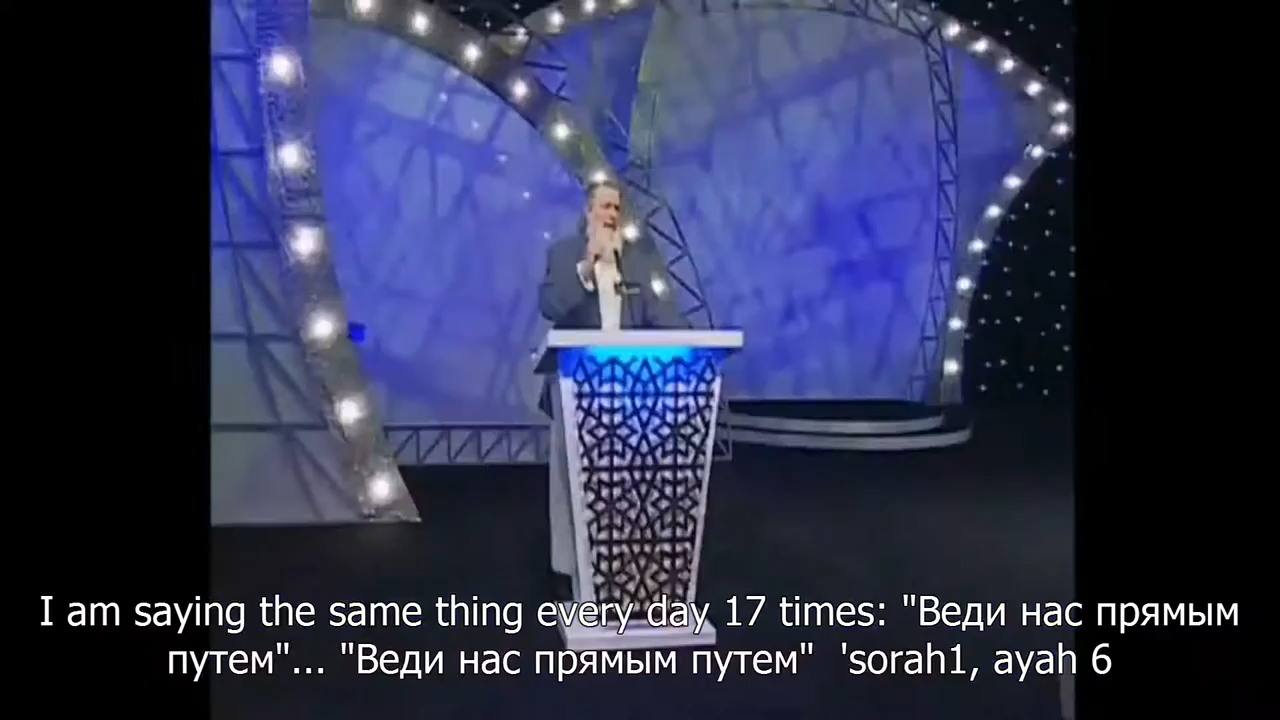 I am saying the same thing every day 17 times: "Веди нас прямым
путем"... "Веди нас прямым путем"  'sorah1, ayah 6